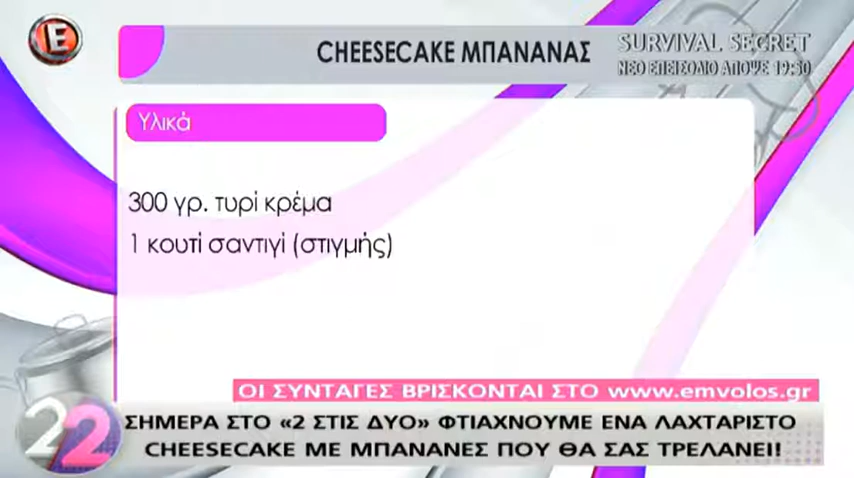 E
CHEESECAKE ΜΠΑΝΑΝΑΣ
SURVIVAL SECRET
ΝΕΟ ΕΠΕΙΣΟΔΙΟ ΑΠΟΨΕ 19:50
Υλικά
300 γρ. τυρί κρέμα
1 κουτί σαντιγί (στιγμής)
ΟΙ ΣΥΝΤΑΓΕΣ ΒΡΙΣΚΟΝΤΑΙ ΣΤΟ www.emvolos.gr
22
ΣΗΜΕΡΑ ΣΤΟ «2 ΣΤΙΣ ΔΥΟ» ΦΤΙΑΧΝΟΥΜΕ ΕΝΑ ΛΑΧΤΑΡΙΣΤΟ
CHEESECAKE ΜΕ ΜΠΑΝΑΝΕΣ ΠΟΥ ΘΑ ΣΑΣ ΤΡΕΛΑΝΕΙ!